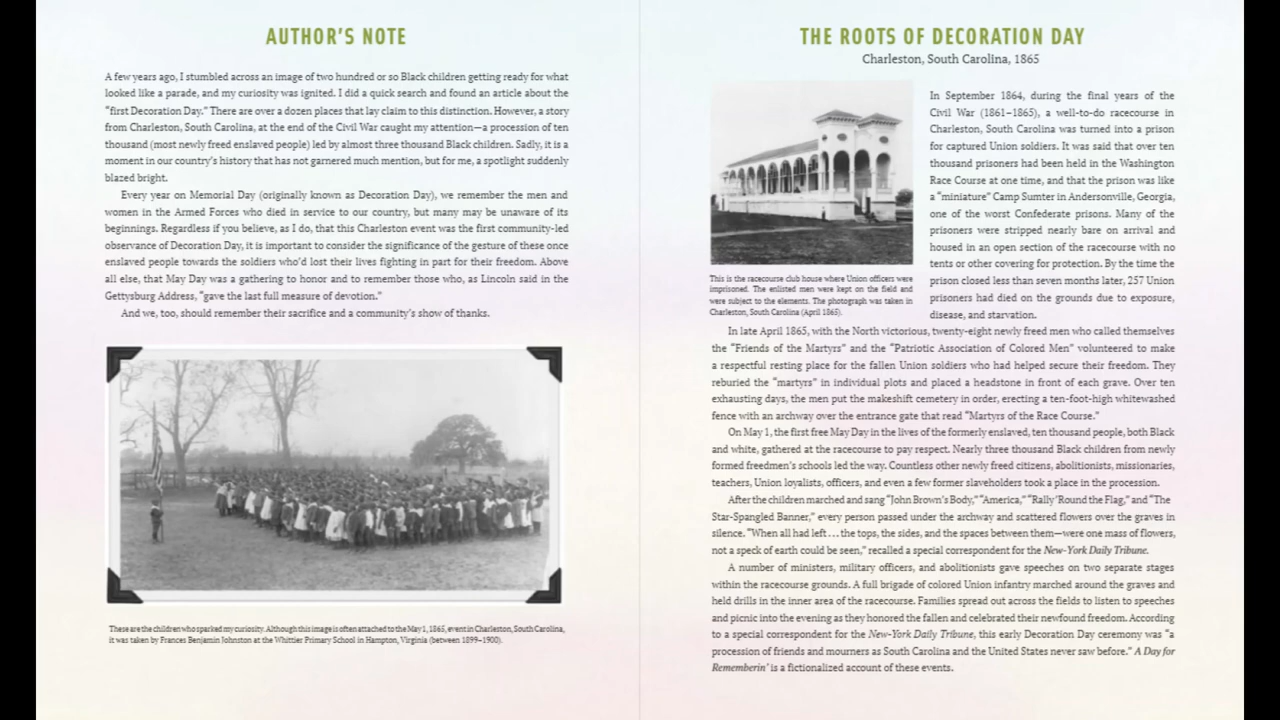 AUTHOR'S NOTE
A few years ago, I stumbled across an image of two hundred or so Black children getting ready for what
looked like a parade, and my curiosity was ignited. I did a quick search and found an article about the
"first Decoration Day." There are over a dozen places that lay claim to this distinction. However, a story
from Charleston, South Carolina, at the end of the Civil War caught my attention—a procession of ten
thousand (most newly freed enslaved people) led by almost three thousand Black children. Sadly, it is a
moment in our country's history that has not garnered much mention, but for me, a spotlight suddenly
blazed bright.
Every year on Memorial Day (originally known as Decoration Day), we remember the men and
women in the Armed Forces who died in service to our country, but many may be unaware of its
beginnings. Regardless if you believe, as I do, that this Charleston event was the first community-led
observance of Decoration Day, it is important to consider the significance of the gesture of these once
enslaved people towards the soldiers who'd lost their lives fighting in part for their freedom. Above
all else, that May Day was a gathering to honor and to remember those who, as Lincoln said in the
Gettysburg Address, "gave the last full measure of devotion."
And we, too, should remember their sacrifice and a community's show of thanks.
These are the children who sparked my curiosity. Although this image is often attached to the May 1, 1865, event in Charleston, South Carolina,
it was taken by Frances Benjamin Johnston at the Whittier Primary School in Hampton, Virginia (between 1899–1900).
THE ROOTS OF DECORATION DAY
Charleston, South Carolina, 1865
In September 1864, during the final years of the
Civil War (1861–1865), a well-to-do racecourse in
Charleston, South Carolina was turned into a prison
for captured Union soldiers. It was said that over ten
thousand prisoners had been held in the Washington
Race Course at one time, and that the prison was like
a "miniature" Camp Sumter in Andersonville, Georgia,
one of the worst Confederate prisons. Many of the
prisoners were stripped nearly bare on arrival and
housed in an open section of the racecourse with no
tents or other covering for protection. By the time the
prison closed less than seven months later, 257 Union
prisoners had died on the grounds due to exposure,
disease, and starvation.
This is the racecourse club house where Union officers were
imprisoned. The enlisted men were kept on the field and
were subject to the elements. The photograph was taken in
Charleston, South Carolina (April 1865).
In late April 1865, with the North victorious, twenty-eight newly freed men who called themselves
the "Friends of the Martyrs" and the "Patriotic Association of Colored Men" volunteered to make
a respectful resting place for the fallen Union soldiers who had helped secure their freedom. They
reburied the "martyrs" in individual plots and placed a headstone in front of each grave. Over ten
exhausting days, the men put the makeshift cemetery in order, erecting a ten-foot-high whitewashed
fence with an archway over the entrance gate that read "Martyrs of the Race Course."
On May 1, the first free May Day in the lives of the formerly enslaved, ten thousand people, both Black
and white, gathered at the racecourse to pay respect. Nearly three thousand Black children from newly
formed freedmen's schools led the way. Countless other newly freed citizens, abolitionists, missionaries,
teachers, Union loyalists, officers, and even a few former slaveholders took a place in the procession.
After the children marched and sang "John Brown's Body," "America," "Rally 'Round the Flag," and "The
Star-Spangled Banner," every person passed under the archway and scattered flowers over the graves in
silence. "When all had left . . . the tops, the sides, and the spaces between them—were one mass of flowers,
not a speck of earth could be seen," recalled a special correspondent for the New-York Daily Tribune.
A number of ministers, military officers, and abolitionists gave speeches on two separate stages
within the racecourse grounds. A full brigade of colored Union infantry marched around the graves and
held drills in the inner area of the racecourse. Families spread out across the fields to listen to speeches
and picnic into the evening as they honored the fallen and celebrated their newfound freedom. According
to a special correspondent for the New-York Daily Tribune, this early Decoration Day ceremony was "a
procession of friends and mourners as South Carolina and the United States never saw before." A Day for
Rememberin' is a fictionalized account of these events.